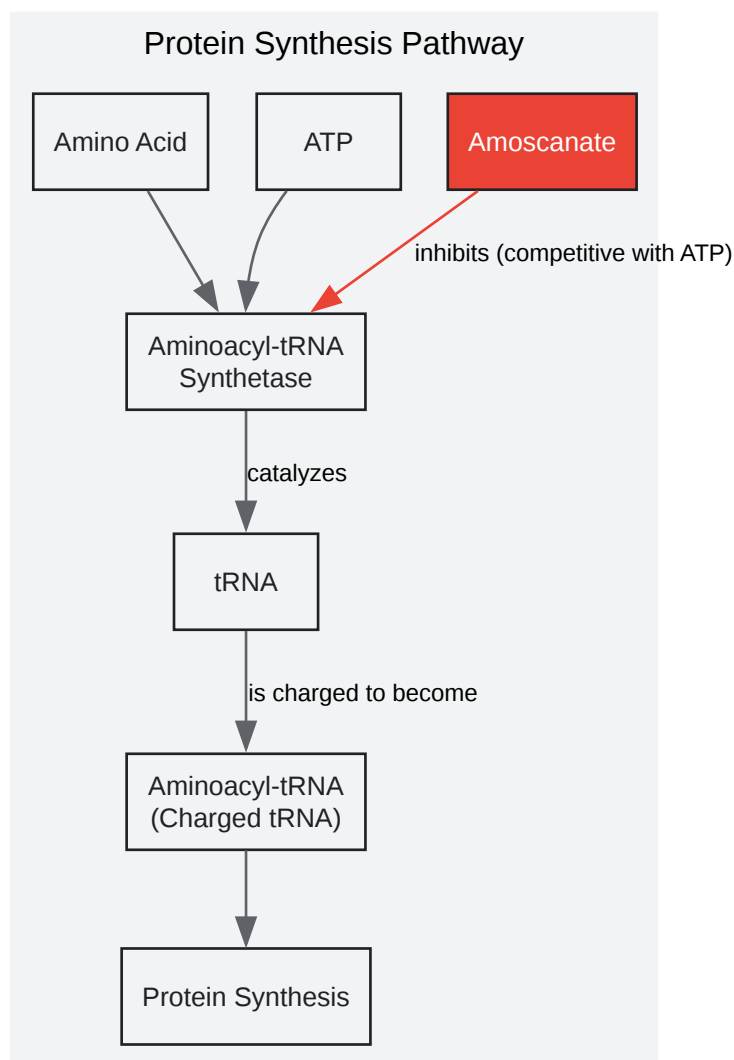 Protein Synthesis Pathway
Amino Acid
ATP
Amoscanate
inhibits (competitive with ATP)
Aminoacyl-tRNA
Synthetase
catalyzes
tRNA
is charged to become
Aminoacyl-tRNA
(Charged tRNA)
Protein Synthesis